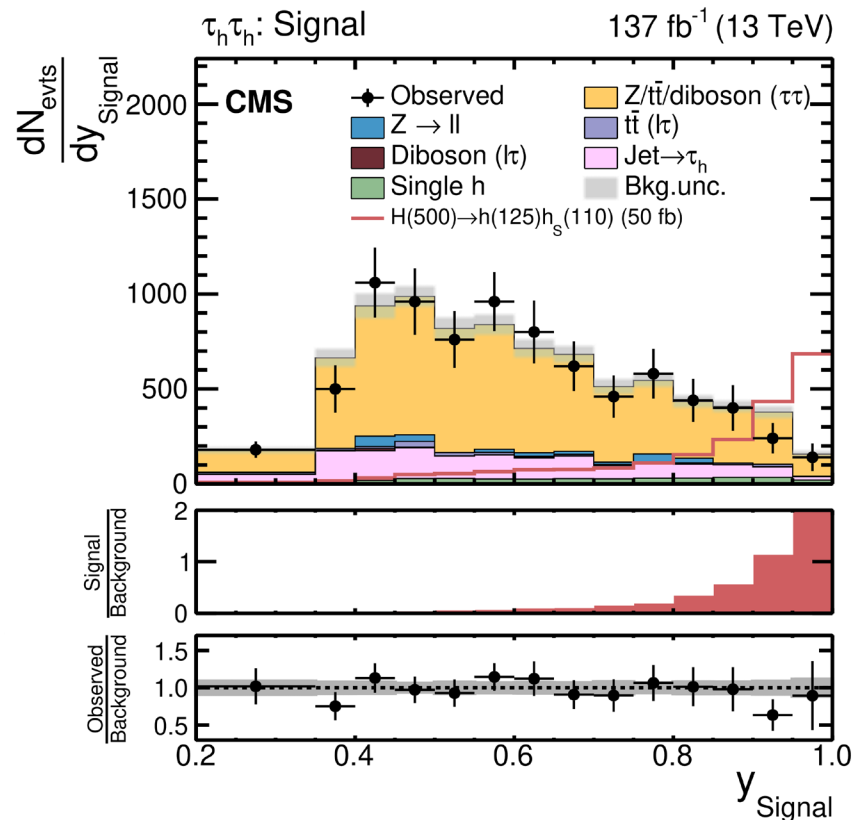 τhτh: Signal 137 fb-1 (13 TeV)
dNevts
dySignal
CMS
Observed
Z → ll
Diboson (lτ)
Single h
Z/tt̄/diboson (ττ)
tt̄ (lτ)
Jet→τh
Bkg.unc.
H(500)→h(125)hS(110) (50 fb)
2000
1500
1000
500
0
Signal
Background
2
1
0
Observed
Background
1.5
1.0
0.5
0.2 0.4 0.6 0.8 1.0
ySignal